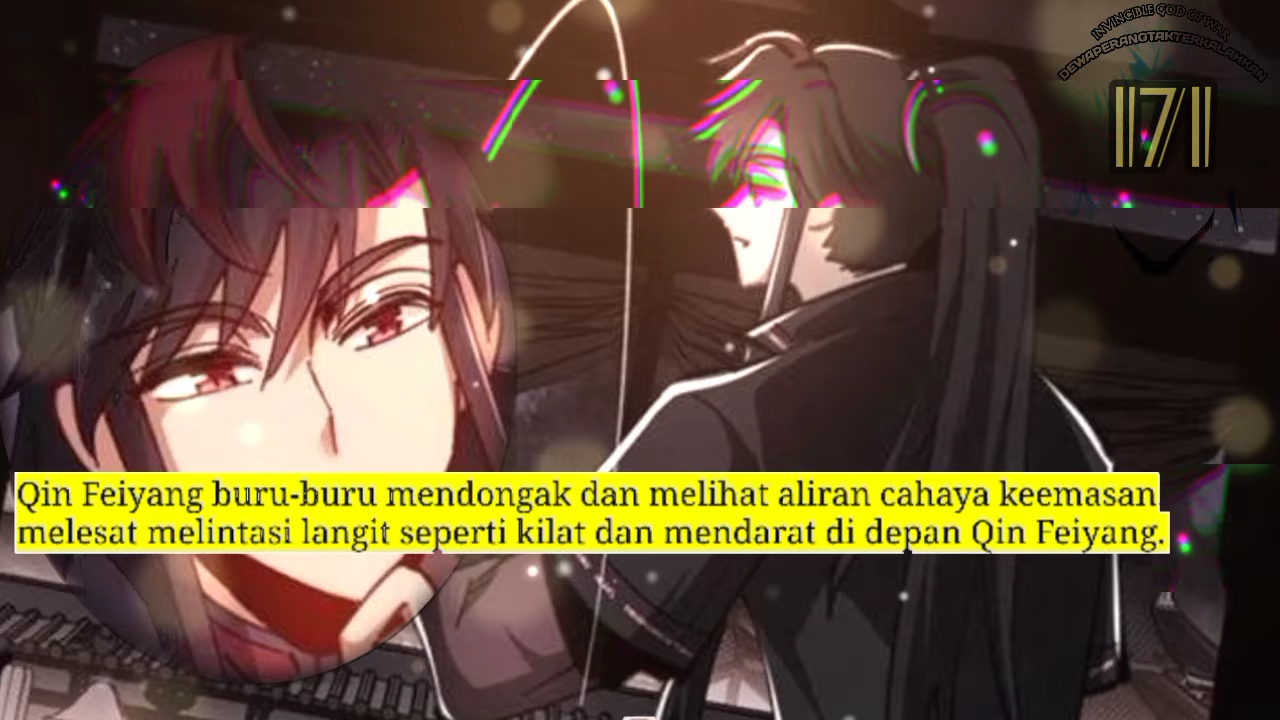 INVINCIBLE GOD OF WAR
DEWAPERANGTAKTERKALAHKAN
171
Qin Feiyang buru-buru mendongak dan melihat aliran cahaya keemasan
melesat melintasi langit seperti kilat dan mendarat di depan Qin Feiyang.